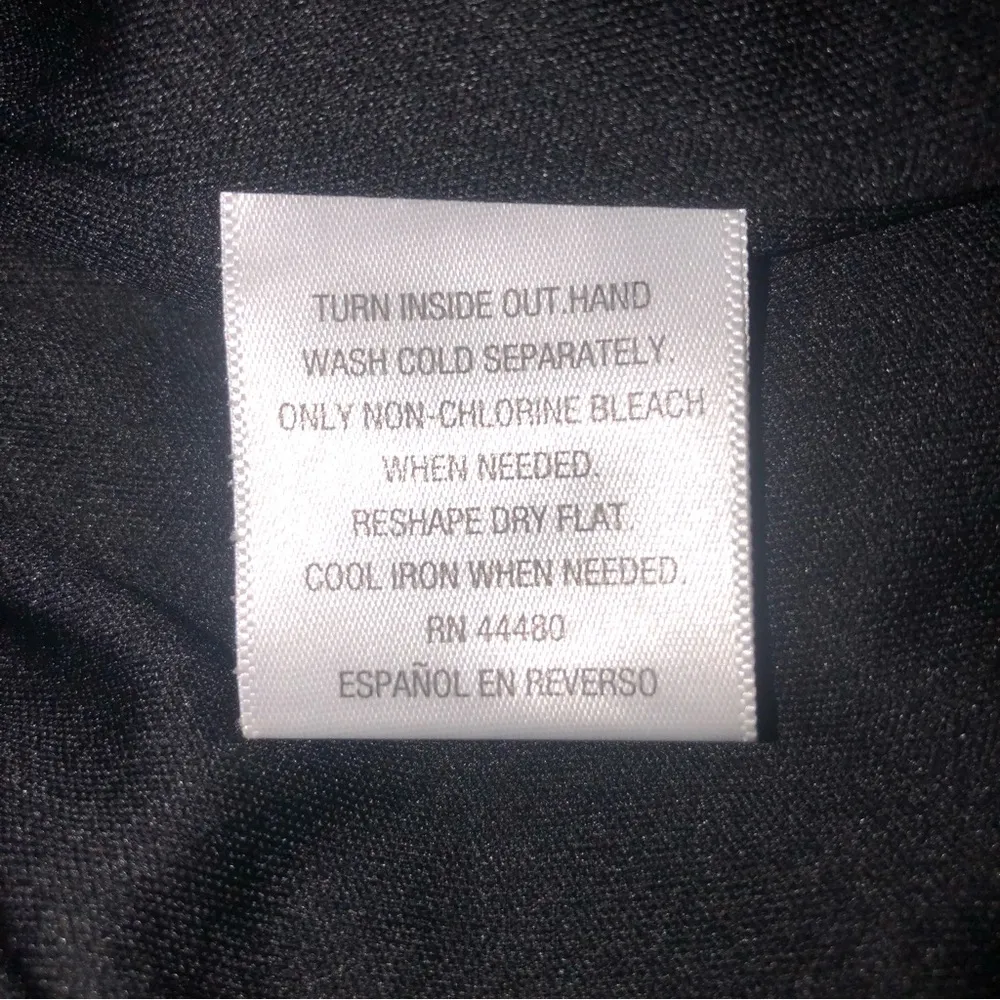 TURN INSIDE OUT.HAND
WASH COLD SEPARATELY.
ONLY NON-CHLORINE BLEACH
WHEN NEEDED.
RESHAPE DRY FLAT.
COOL IRON WHEN NEEDED.
RN 44480
ESPAÑOL EN REVERSO